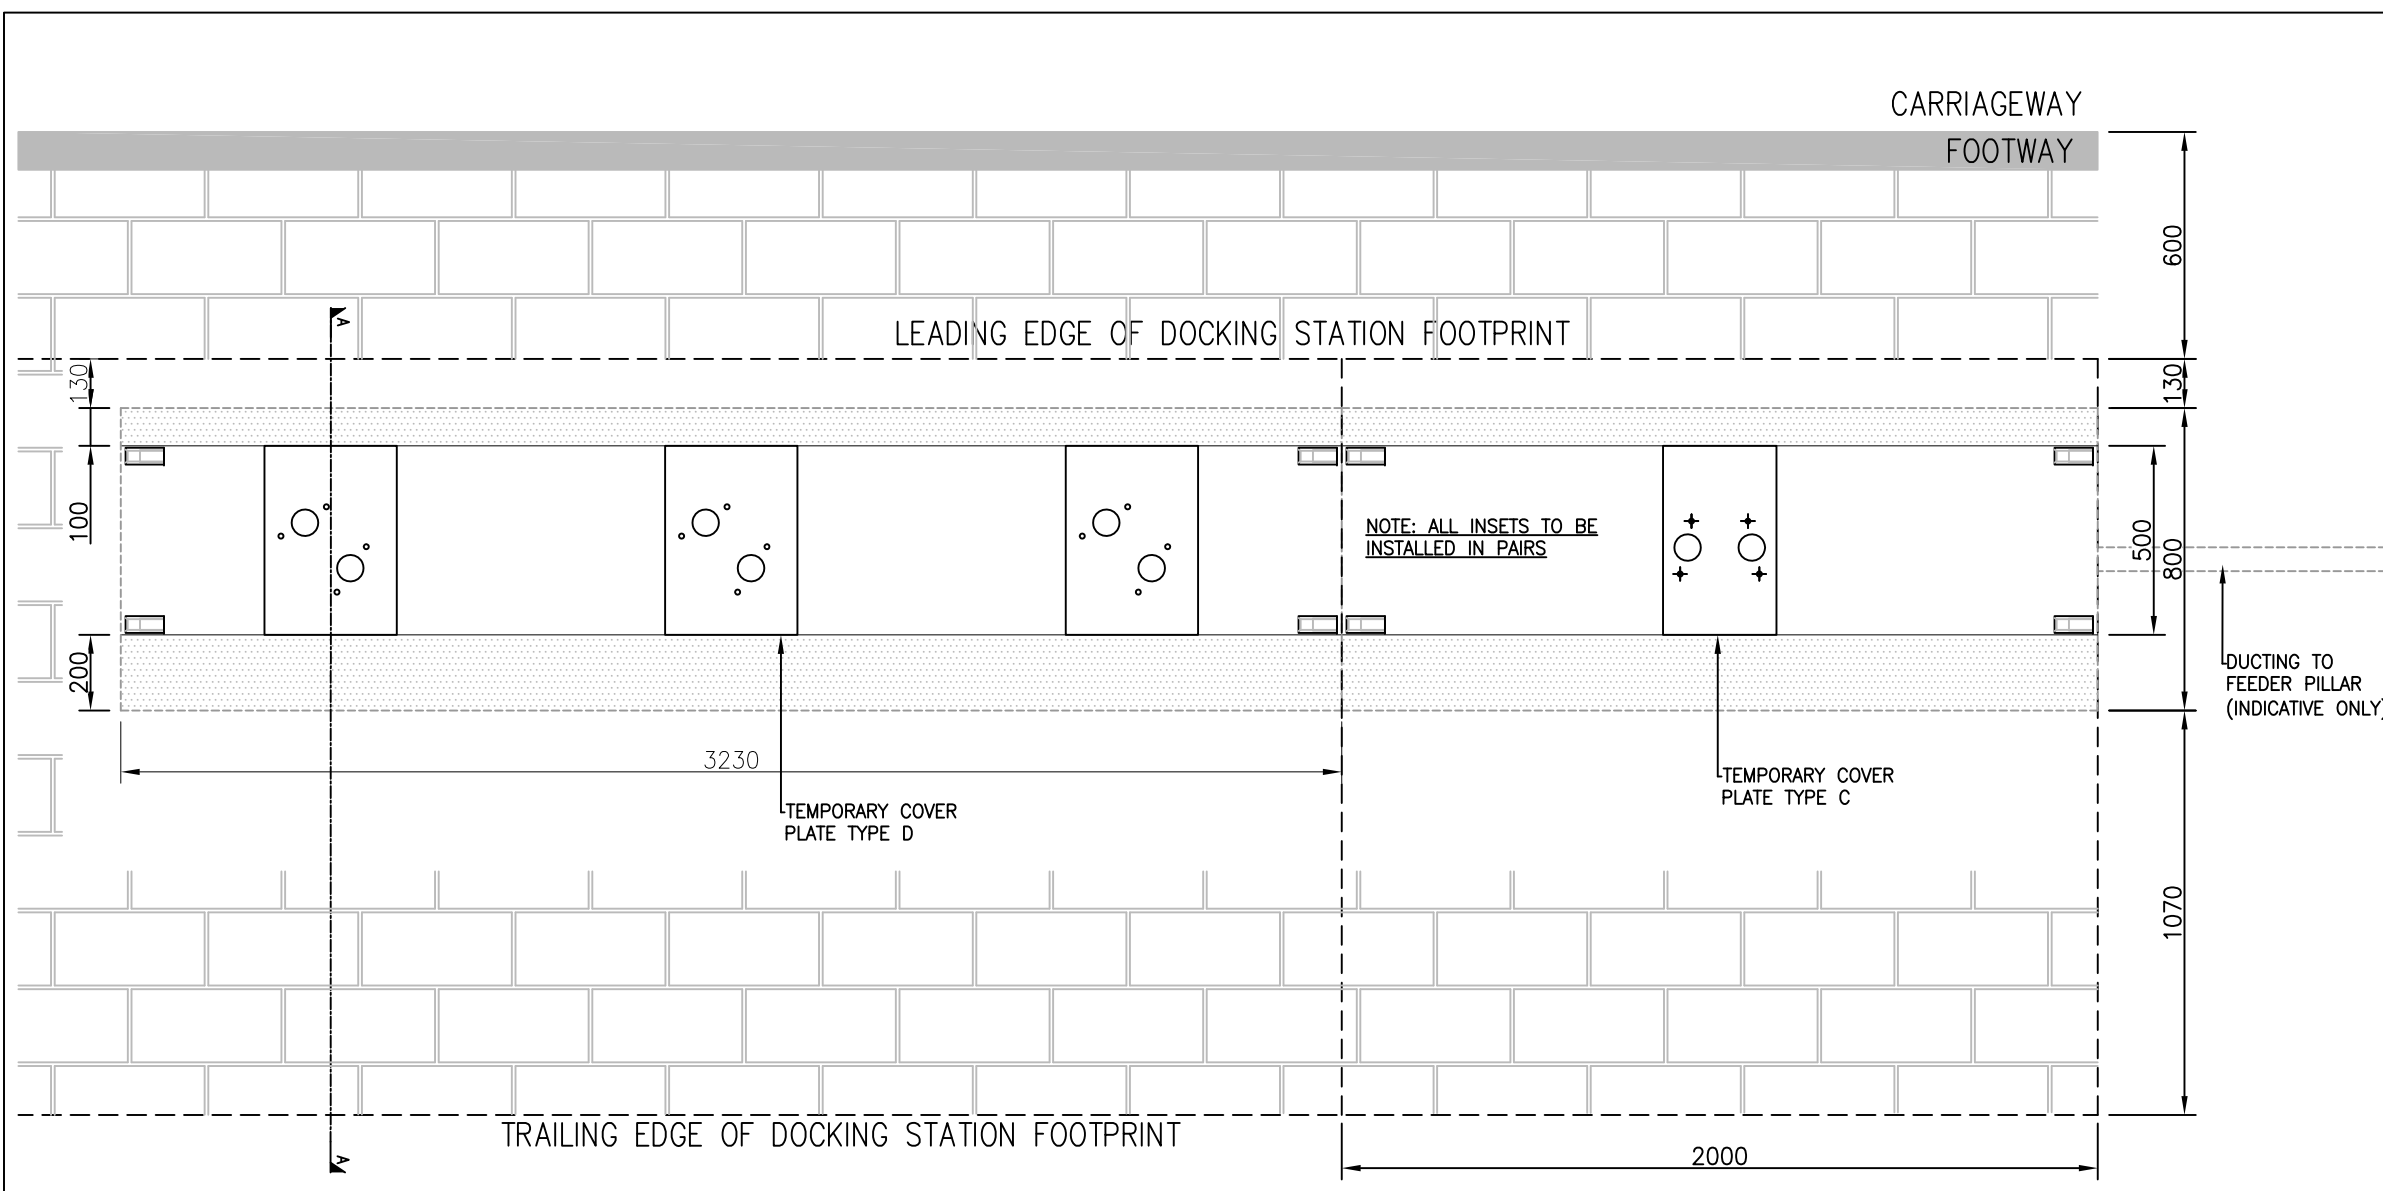 CARRIAGEWAY
FOOTWAY
600
LEADING EDGE OF DOCKING STATION FOOTPRINT
A
130
130
100
NOTE: ALL INSETS TO BE
INSTALLED IN PAIRS
500
800
200
DUCTING TO
FEEDER PILLAR
(INDICATIVE ONLY)
3230
TEMPORARY COVER
PLATE TYPE C
TEMPORARY COVER
PLATE TYPE D
1070
TRAILING EDGE OF DOCKING STATION FOOTPRINT
A
2000